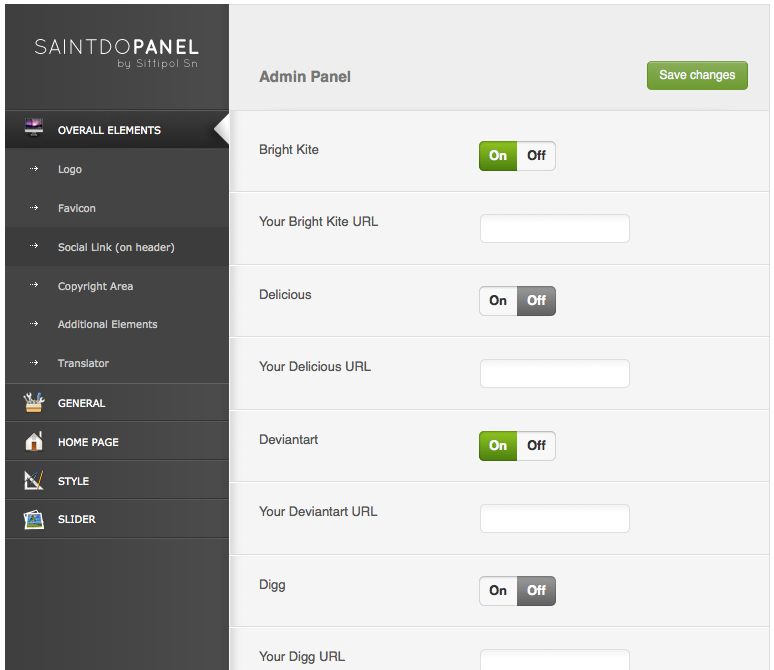 SAINTDOPANEL
by Sittipol Sn
OVERALL ELEMENTS
Logo
Favicon
Social Link (on header)
Copyright Area
Additional Elements
Translator
GENERAL
HOME PAGE
STYLE
SLIDER
Admin Panel
Save changes
Bright Kite
On Off
Your Bright Kite URL
Delicious
On Off
Your Delicious URL
Deviantart
On Off
Your Deviantart URL
Digg
On Off
Your Digg URL